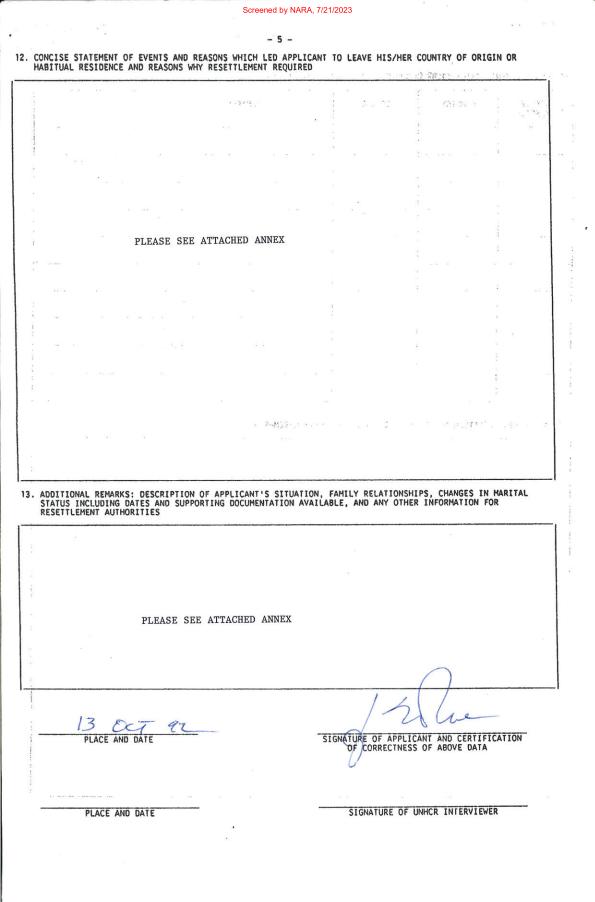 Screened by NARA, 7/21/2023
- 5 -
12. CONCISE STATEMENT OF EVENTS AND REASONS WHICH LED APPLICANT TO LEAVE HIS/HER COUNTRY OF ORIGIN OR
HABITUAL RESIDENCE AND REASONS WHY RESETTLEMENT REQUIRED
PLEASE SEE ATTACHED ANNEX
13. ADDITIONAL REMARKS: DESCRIPTION OF APPLICANT'S SITUATION, FAMILY RELATIONSHIPS, CHANGES IN MARITAL
STATUS INCLUDING DATES AND SUPPORTING DOCUMENTATION AVAILABLE, AND ANY OTHER INFORMATION FOR
RESETTLEMENT AUTHORITIES
PLEASE SEE ATTACHED ANNEX
13 OCT 92
PLACE AND DATE
SIGNATURE OF APPLICANT AND CERTIFICATION
OF CORRECTNESS OF ABOVE DATA
PLACE AND DATE
SIGNATURE OF UNHCR INTERVIEWER